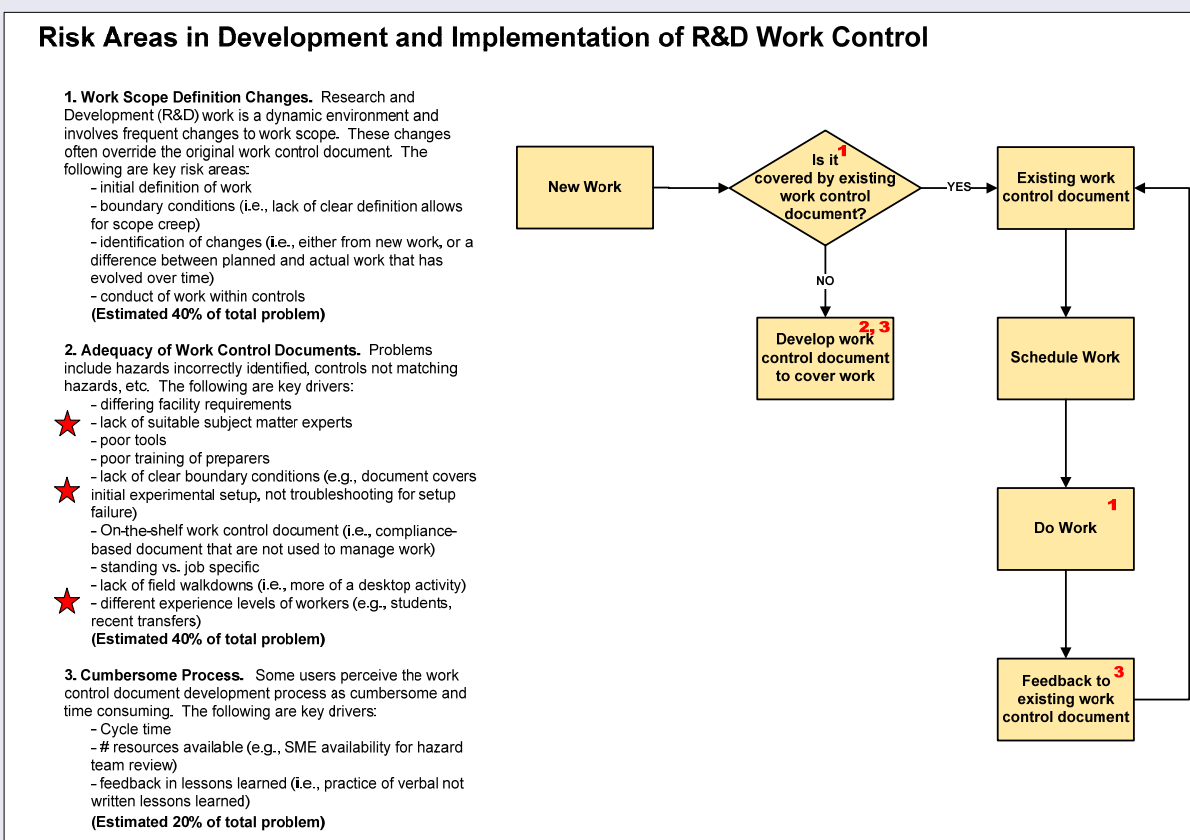 Risk Areas in Development and Implementation of R&D Work Control
1. Work Scope Definition Changes. Research and
Development (R&D) work is a dynamic environment and
involves frequent changes to work scope. These changes
often override the original work control document. The
following are key risk areas:
- initial definition of work
- boundary conditions (i.e., lack of clear definition allows
for scope creep)
- identification of changes (i.e., either from new work, or a
difference between planned and actual work that has
evolved over time)
- conduct of work within controls
(Estimated 40% of total problem)
2. Adequacy of Work Control Documents. Problems
include hazards incorrectly identified, controls not matching
hazards, etc. The following are key drivers:
- differing facility requirements
- lack of suitable subject matter experts
- poor tools
- poor training of preparers
- lack of clear boundary conditions (e.g., document covers
initial experimental setup, not troubleshooting for setup
failure)
- On-the-shelf work control document (i.e., compliance-
based document that are not used to manage work)
- standing vs. job specific
- lack of field walkdowns (i.e., more of a desktop activity)
- different experience levels of workers (e.g., students,
recent transfers)
(Estimated 40% of total problem)
3. Cumbersome Process. Some users perceive the work
control document development process as cumbersome and
time consuming. The following are key drivers:
- Cycle time
- # resources available (e.g., SME availability for hazard
team review)
- feedback in lessons learned (i.e., practice of verbal not
written lessons learned)
(Estimated 20% of total problem)
New Work
1
Is it
covered by existing
work control
document?
YES
NO
Existing work
control document
2, 3
Develop work
control document
to cover work
Schedule Work
1
Do Work
3
Feedback to
existing work
control document